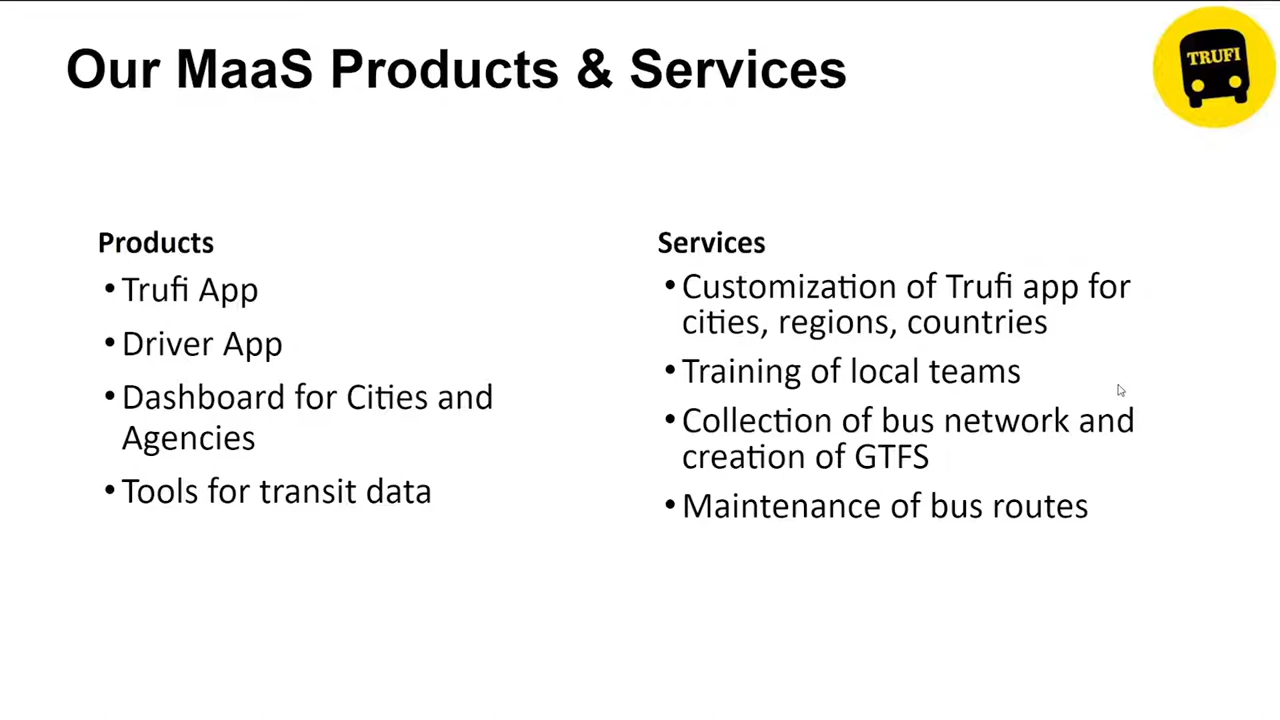 Our MaaS Products & Services
TRUFI
Products
• Trufi App
• Driver App
• Dashboard for Cities and
Agencies
• Tools for transit data
Services
• Customization of Trufi app for
cities, regions, countries
• Training of local teams
• Collection of bus network and
creation of GTFS
• Maintenance of bus routes